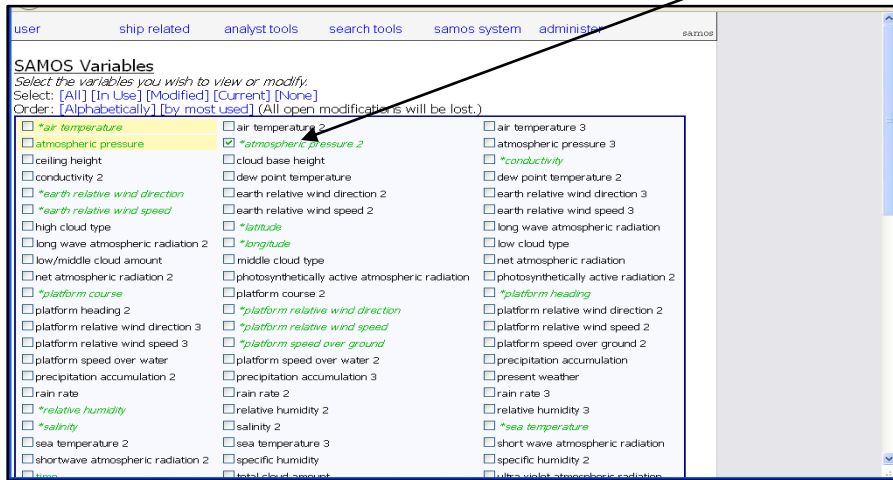 user ship related analyst tools search tools samos system administer samos
SAMOS Variables
Select the variables you wish to view or modify.
Select: [All] [In Use] [Modified] [Current] [None]
Order: [Alphabetically] [by most used] (All open modifications will be lost.)
*air temperature air temperature 2 air temperature 3
atmospheric pressure *atmospheric pressure 2 atmospheric pressure 3
ceiling height cloud base height *conductivity
conductivity 2 dew point temperature dew point temperature 2
*earth relative wind direction earth relative wind direction 2 earth relative wind direction 3
*earth relative wind speed earth relative wind speed 2 earth relative wind speed 3
high cloud type *latitude long wave atmospheric radiation
long wave atmospheric radiation 2 *longitude low cloud type
low/middle cloud amount middle cloud type net atmospheric radiation
net atmospheric radiation 2 photosynthetically active atmospheric radiation photosynthetically active radiation 2
*platform course platform course 2 *platform heading
platform heading 2 *platform relative wind direction platform relative wind direction 2
platform relative wind direction 3 *platform relative wind speed platform relative wind speed 2
platform relative wind speed 3 *platform speed over ground platform speed over ground 2
platform speed over water platform speed over water 2 precipitation accumulation
precipitation accumulation 2 precipitation accumulation 3 present weather
rain rate rain rate 2 rain rate 3
*relative humidity relative humidity 2 relative humidity 3
*salinity salinity 2 *sea temperature
sea temperature 2 sea temperature 3 short wave atmospheric radiation
shortwave atmospheric radiation 2 specific humidity specific humidity 2
time total cloud amount ultra violet atmospheric radiation